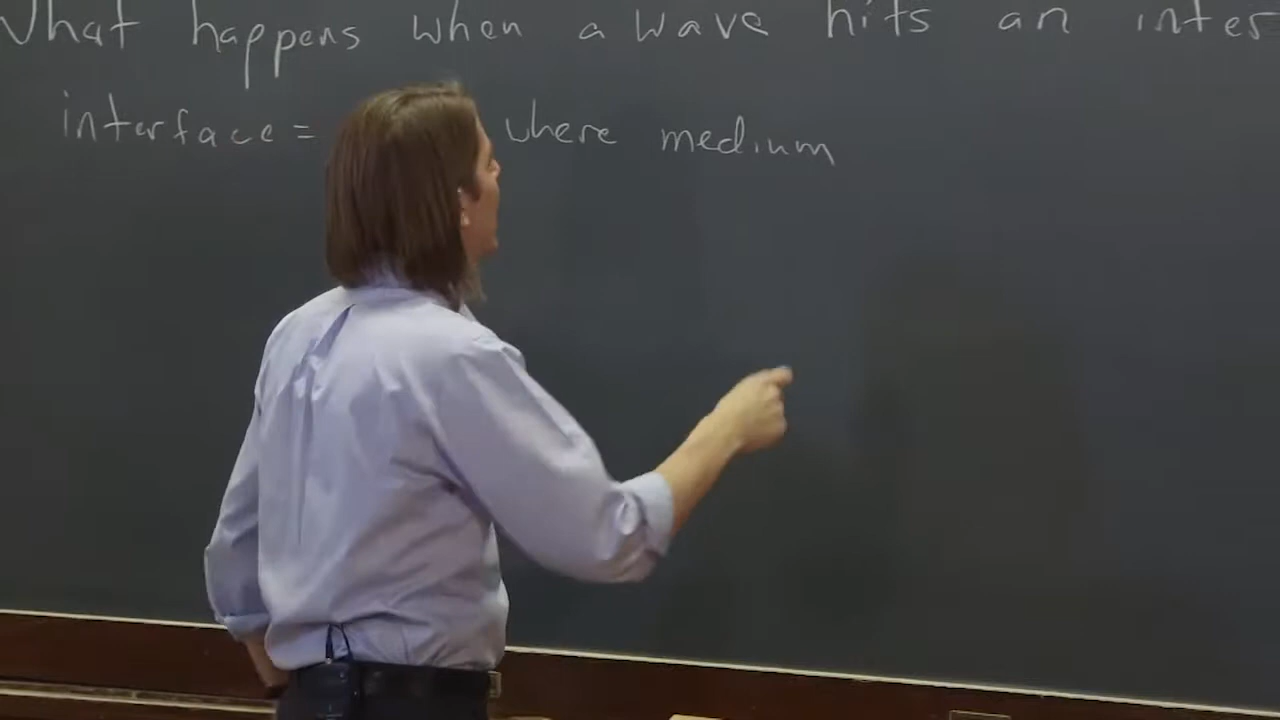 What happens when a wave hits an inter
interface = where medium